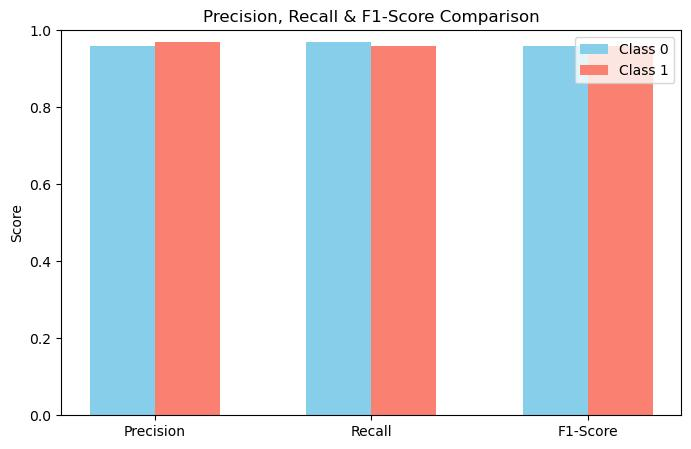 Precision, Recall & F1-Score Comparison
Class 0
Class 1
Score
1.0
0.8
0.6
0.4
0.2
0.0
Precision
Recall
F1-Score